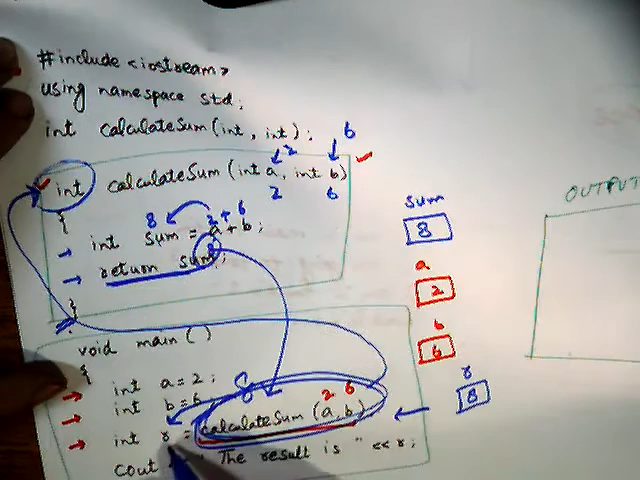 #include <iostream>
using namespace std;
int calculateSum(int, int);
6
2
int calculateSum (int a, int b)
2 6
{
8 2+6
int sum = a+b;
return sum;
}
void main ()
{
int a=2;
int b=6
8 2 6
int r = calculateSum (a,b)
cout The result is " << r;
sum
8
a
2
b
6
r
8
OUTPUT